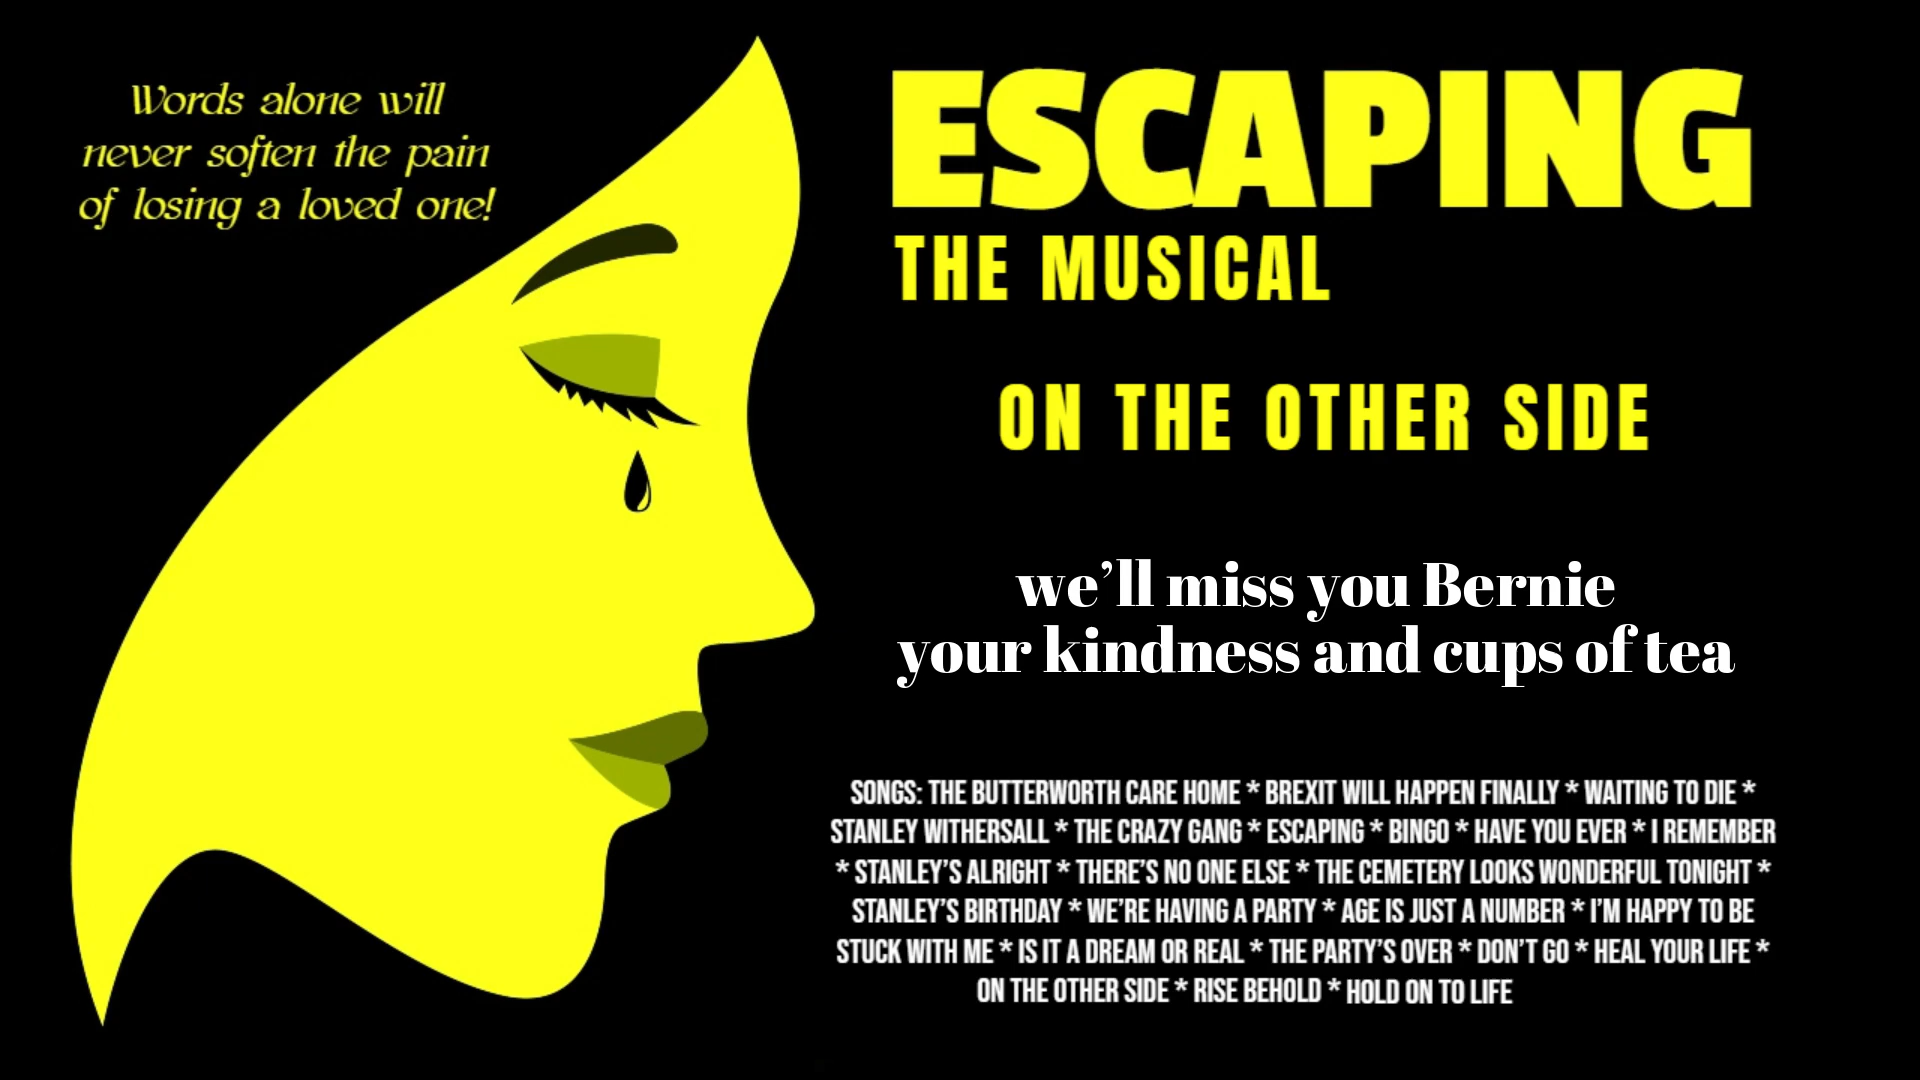 Words alone will
never soften the pain
of losing a loved one!
ESCAPING
THE MUSICAL
ON THE OTHER SIDE
we’ll miss you Bernie
your kindness and cups of tea
SONGS: THE BUTTERWORTH CARE HOME * BREXIT WILL HAPPEN FINALLY * WAITING TO DIE *
STANLEY WITHERSALL * THE CRAZY GANG * ESCAPING * BINGO * HAVE YOU EVER * I REMEMBER
* STANLEY’S ALRIGHT * THERE’S NO ONE ELSE * THE CEMETERY LOOKS WONDERFUL TONIGHT *
STANLEY’S BIRTHDAY * WE’RE HAVING A PARTY * AGE IS JUST A NUMBER * I’M HAPPY TO BE
STUCK WITH ME * IS IT A DREAM OR REAL * THE PARTY’S OVER * DON’T GO * HEAL YOUR LIFE *
ON THE OTHER SIDE * RISE BEHOLD * HOLD ON TO LIFE